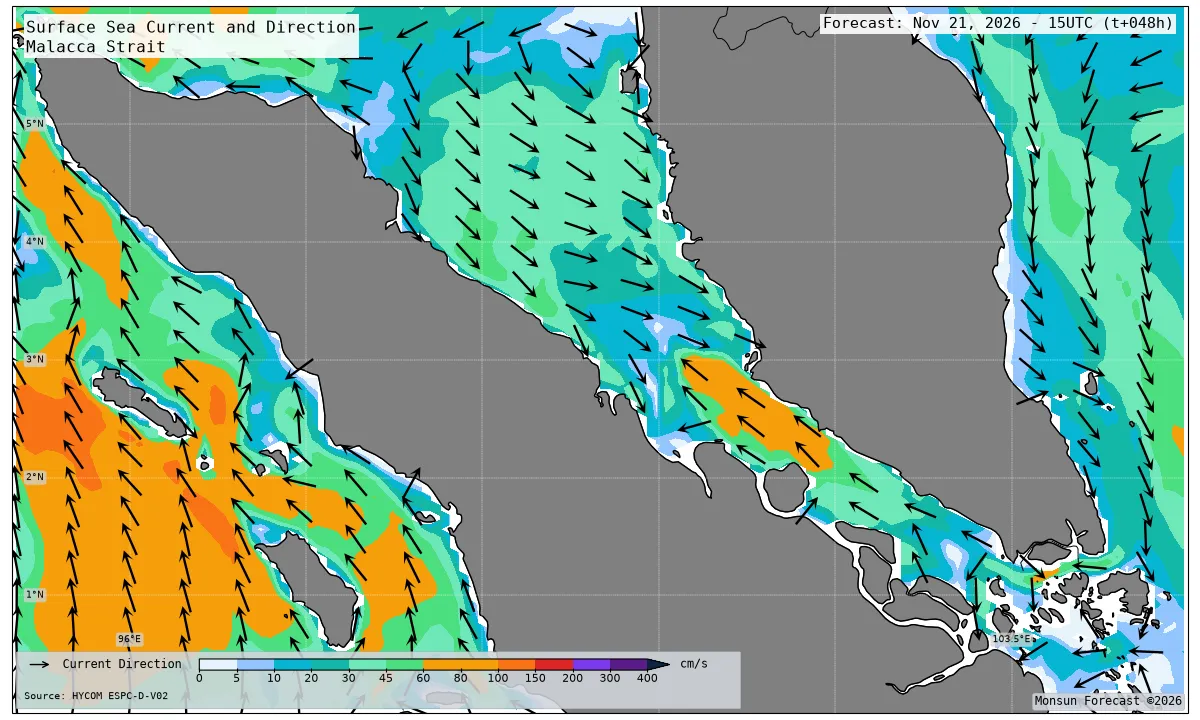 Surface Sea Current and Direction
Malacca Strait
Forecast: Nov 21, 2026 - 15UTC (t+048h)
5°N
4°N
3°N
2°N
1°N
96°E
103.5°E
Current Direction
0 5 10 20 30 45 60 80 100 150 200 300 400
cm/s
Source: HYCOM ESPC-D-V02
Monsun Forecast ©2026